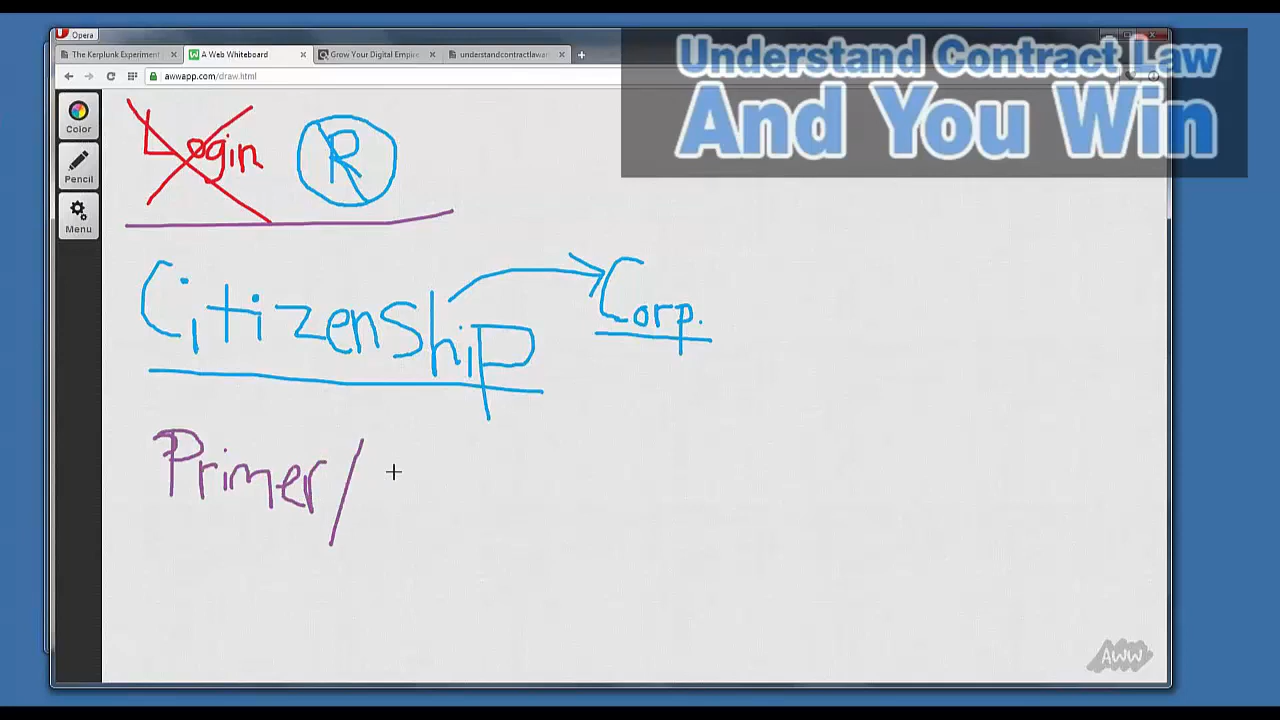 Opera
The Kerplunk Experiment
A Web Whiteboard
Grow Your Digital Empire
understandcontractlawan
awwapp.com/draw.html
Understand Contract Law
And You Win
Color
Pencil
Menu
Login
R
Citizenship
Corp.
Primer/
AWW